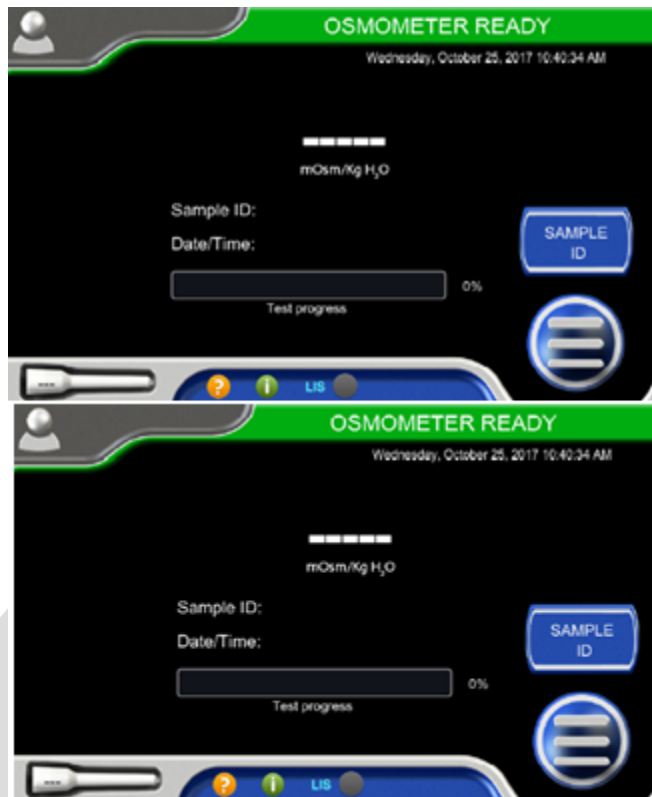 OSMOMETER READY
Wednesday, October 25, 2017 10:40:34 AM
mOsm/Kg H₂O
Sample ID:
Date/Time:
SAMPLE
ID
0%
Test progress
---
?
i
LIS
OSMOMETER READY
Wednesday, October 25, 2017 10:40:34 AM
mOsm/Kg H₂O
Sample ID:
Date/Time:
SAMPLE
ID
0%
Test progress
---
?
i
LIS